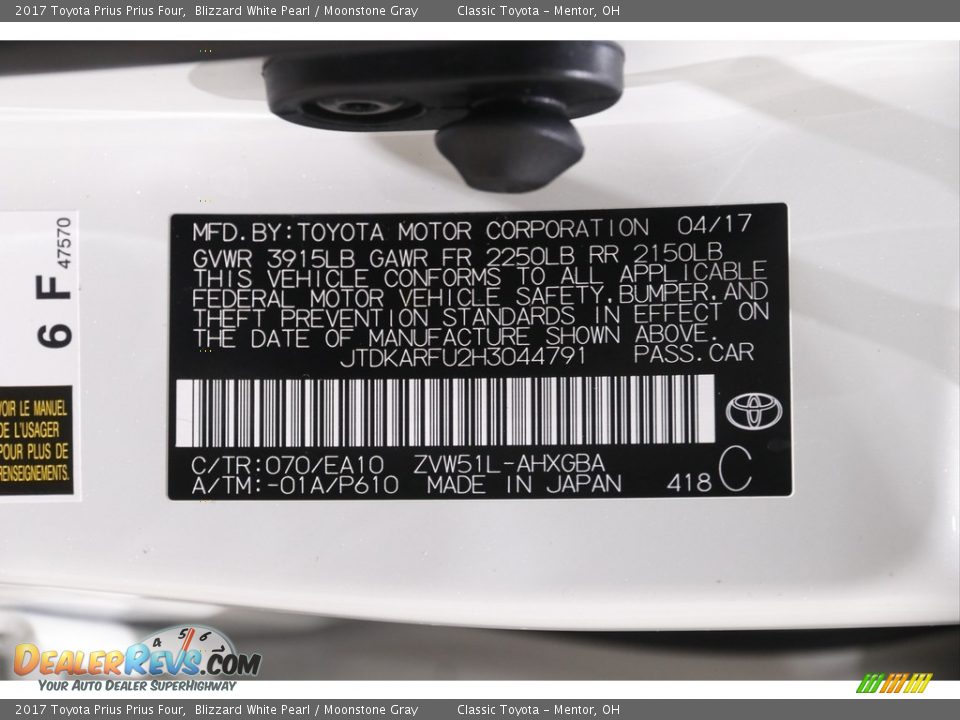 2017 Toyota Prius Prius Four, Blizzard White Pearl / Moonstone Gray Classic Toyota - Mentor, OH
6 F 47570
VOIR LE MANUEL
DE L'USAGER
POUR PLUS DE
RENSEIGNEMENTS.
MFD.BY:TOYOTA MOTOR CORPORATION 04/17
GVWR 3915LB GAWR FR 2250LB RR 2150LB
THIS VEHICLE CONFORMS TO ALL APPLICABLE
FEDERAL MOTOR VEHICLE SAFETY,BUMPER,AND
THEFT PREVENTION STANDARDS IN EFFECT ON
THE DATE OF MANUFACTURE SHOWN ABOVE.
JTDKARFU2H3044791 PASS.CAR
C/TR:070/EA10 ZVW51L-AHXGBA
A/TM:-01A/P610 MADE IN JAPAN 418 C
4 5 6
DEALERREVS.COM
YOUR AUTO DEALER SUPERHIGHWAY
2017 Toyota Prius Prius Four, Blizzard White Pearl / Moonstone Gray Classic Toyota - Mentor, OH